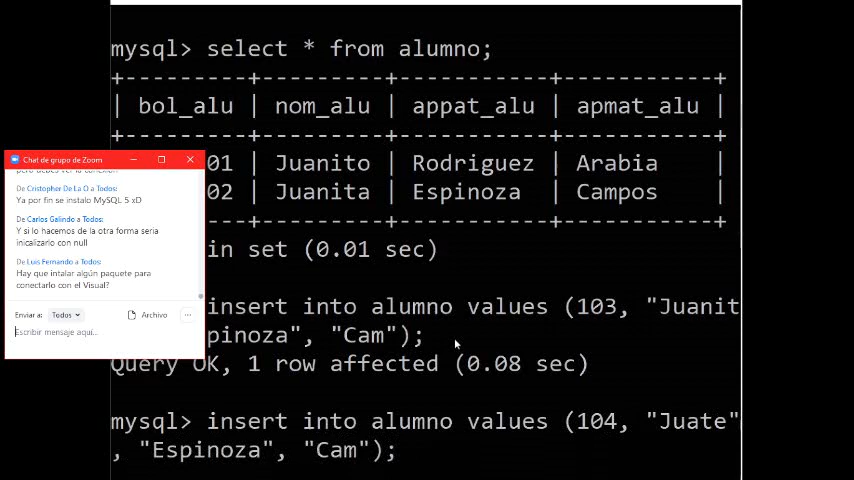 mysql> select * from alumno;
+---------+---------+-----------+-----------+
| bol_alu | nom_alu | appat_alu | apmat_alu |
+---------+---------+-----------+-----------+
01 | Juanito | Rodriguez | Arabia |
02 | Juanita | Espinoza | Campos |
----+---------+-----------+-----------+
in set (0.01 sec)
insert into alumno values (103, "Juanit
pinoza", "Cam");
Query OK, 1 row affected (0.08 sec)
mysql> insert into alumno values (104, "Juate"
, "Espinoza", "Cam");
Chat de grupo de Zoom
De Cristopher De La O a Todos:
Ya por fin se instalo MySQL 5 xD
De Carlos Galindo a Todos:
Y si lo hacemos de la otra forma seria
inicalizarlo con null
De Luis Fernando a Todos:
Hay que intalar algún paquete para
conectarlo con el Visual?
Enviar a: Todos Archivo ...
Escribir mensaje aquí...